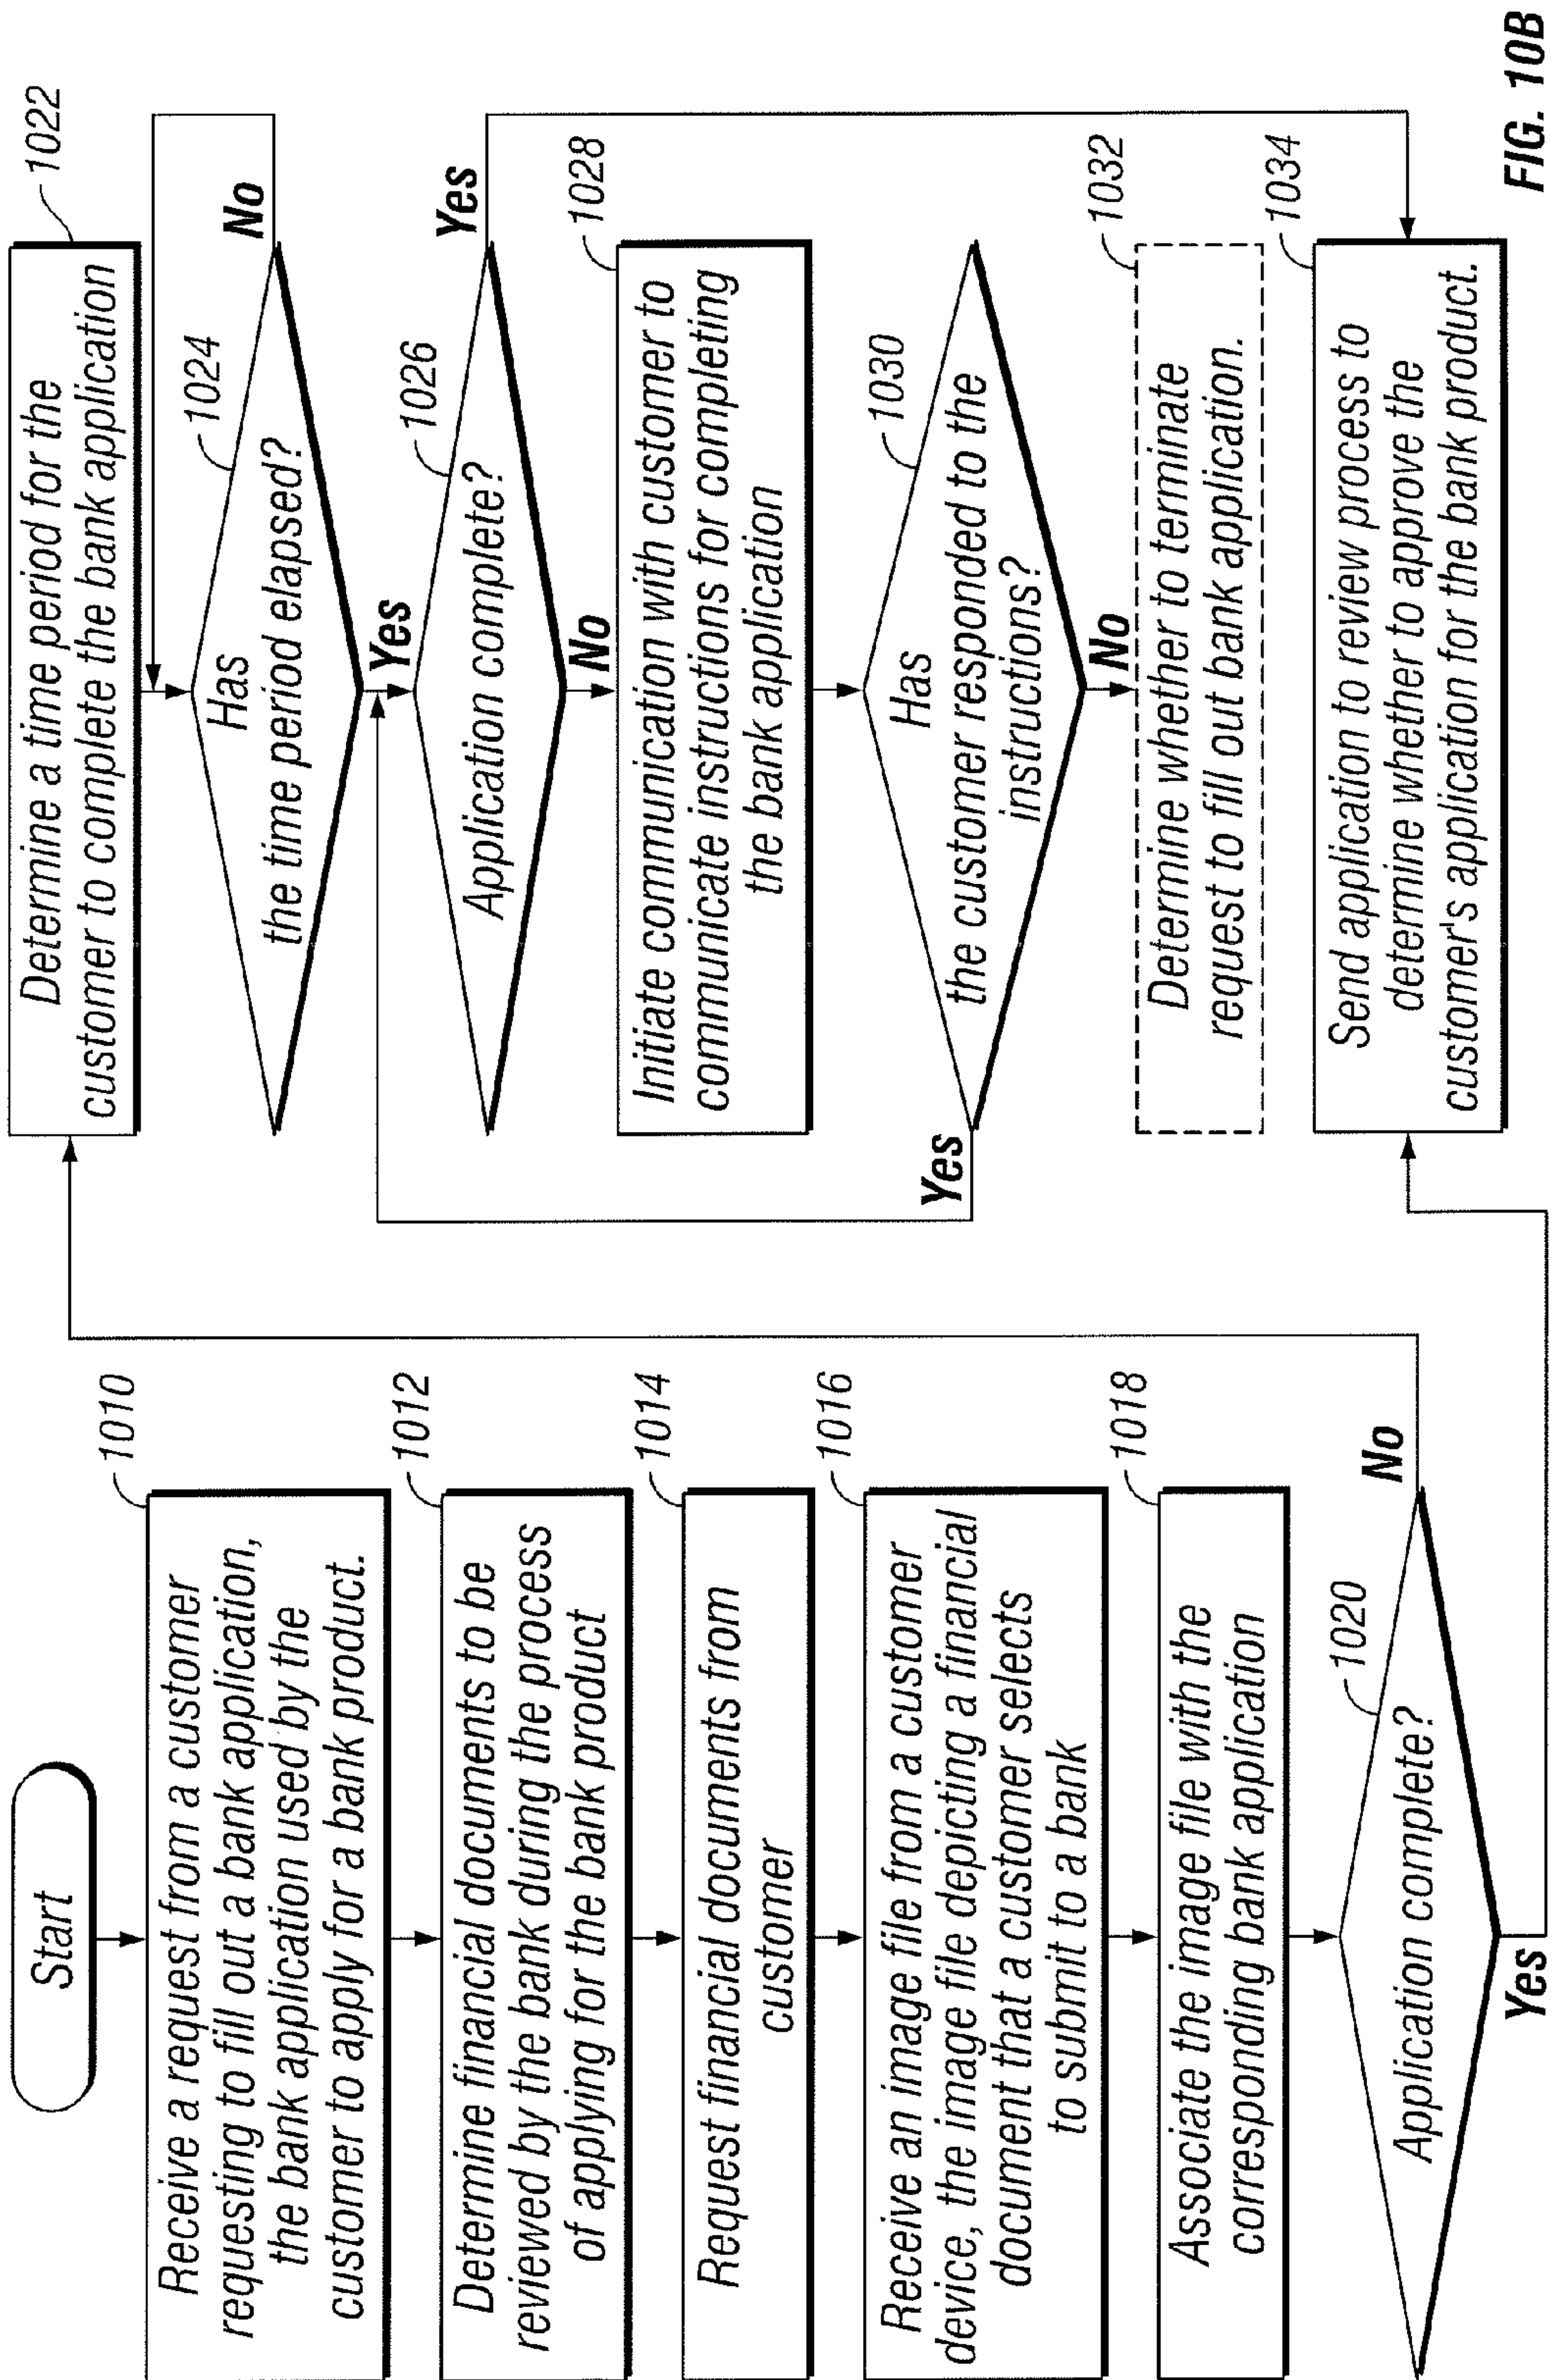 Start
1010
Receive a request from a customer
requesting to fill out a bank application,
the bank application used by the
customer to apply for a bank product.
1012
Determine financial documents to be
reviewed by the bank during the process
of applying for the bank product
1014
Request financial documents from
customer
1016
Receive an image file from a customer
device, the image file depicting a financial
document that a customer selects
to submit to a bank
1018
Associate the image file with the
corresponding bank application
1020
Application complete?
No
Yes
1022
Determine a time period for the
customer to complete the bank application
1024
Has
the time period elapsed?
No
Yes
1026
Application complete?
Yes
No
1028
Initiate communication with customer to
communicate instructions for completing
the bank application
1030
Has
the customer responded to the
instructions?
Yes
No
1032
Determine whether to terminate
request to fill out bank application.
1034
Send application to review process to
determine whether to approve the
customer's application for the bank product.
FIG. 10B